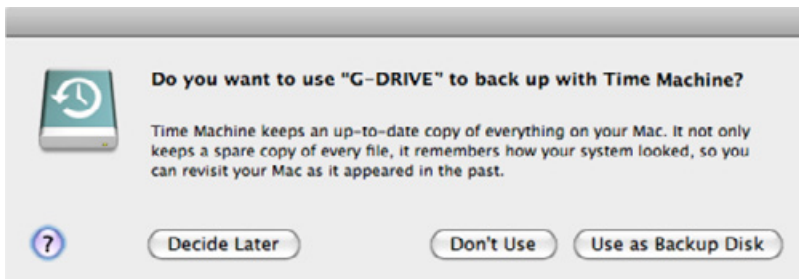 Do you want to use "G-DRIVE" to back up with Time Machine?
Time Machine keeps an up-to-date copy of everything on your Mac. It not only
keeps a spare copy of every file, it remembers how your system looked, so you
can revisit your Mac as it appeared in the past.
? Decide Later Don't Use Use as Backup Disk